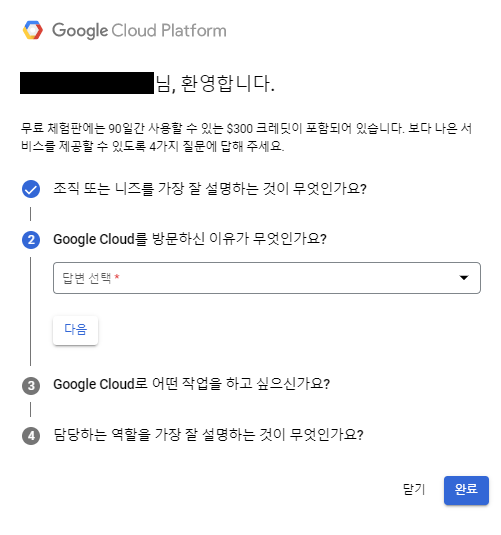 Google Cloud Platform
님, 환영합니다.
무료 체험판에는 90일간 사용할 수 있는 $300 크레딧이 포함되어 있습니다. 보다 나은 서
비스를 제공할 수 있도록 4가지 질문에 답해 주세요.
조직 또는 니즈를 가장 잘 설명하는 것이 무엇인가요?
2 Google Cloud를 방문하신 이유가 무엇인가요?
답변 선택 *
다음
3 Google Cloud로 어떤 작업을 하고 싶으신가요?
4 담당하는 역할을 가장 잘 설명하는 것이 무엇인가요?
닫기 완료